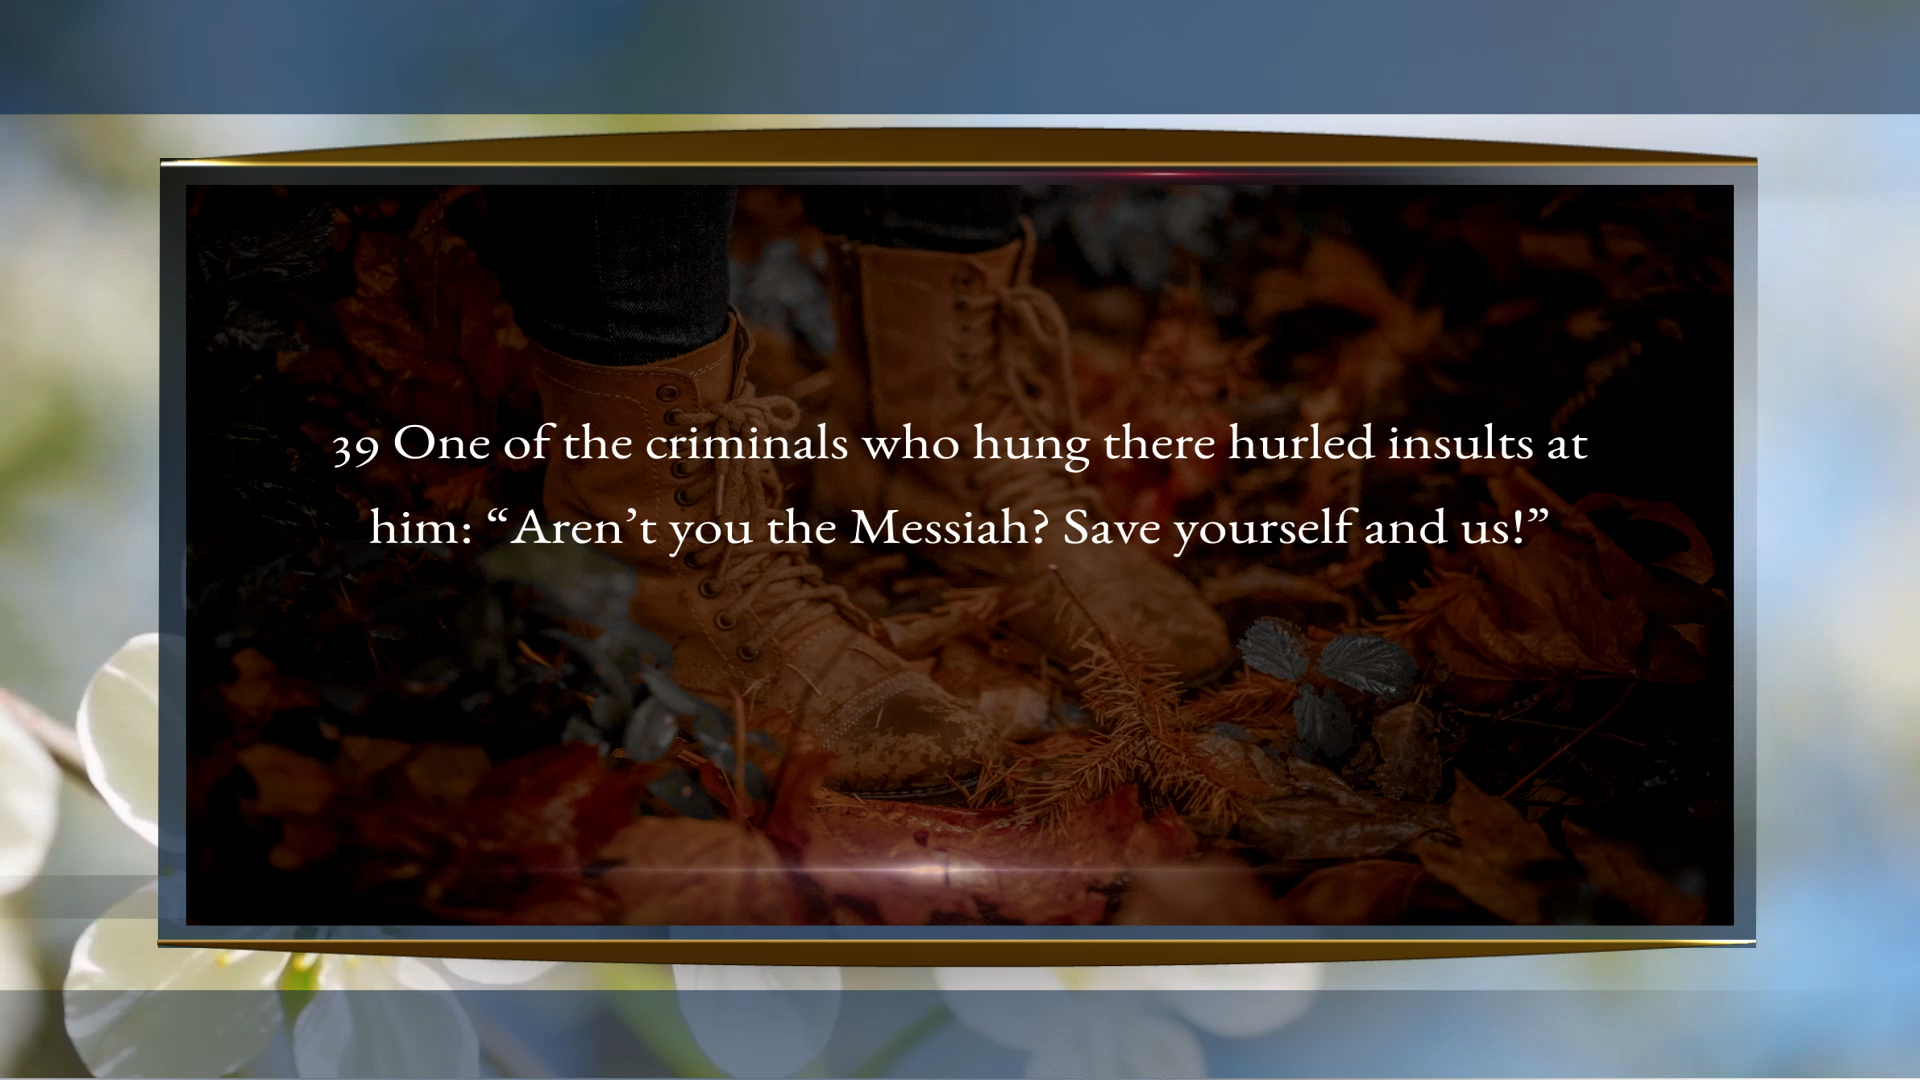 39 One of the criminals who hung there hurled insults at
him: “Aren’t you the Messiah? Save yourself and us!”